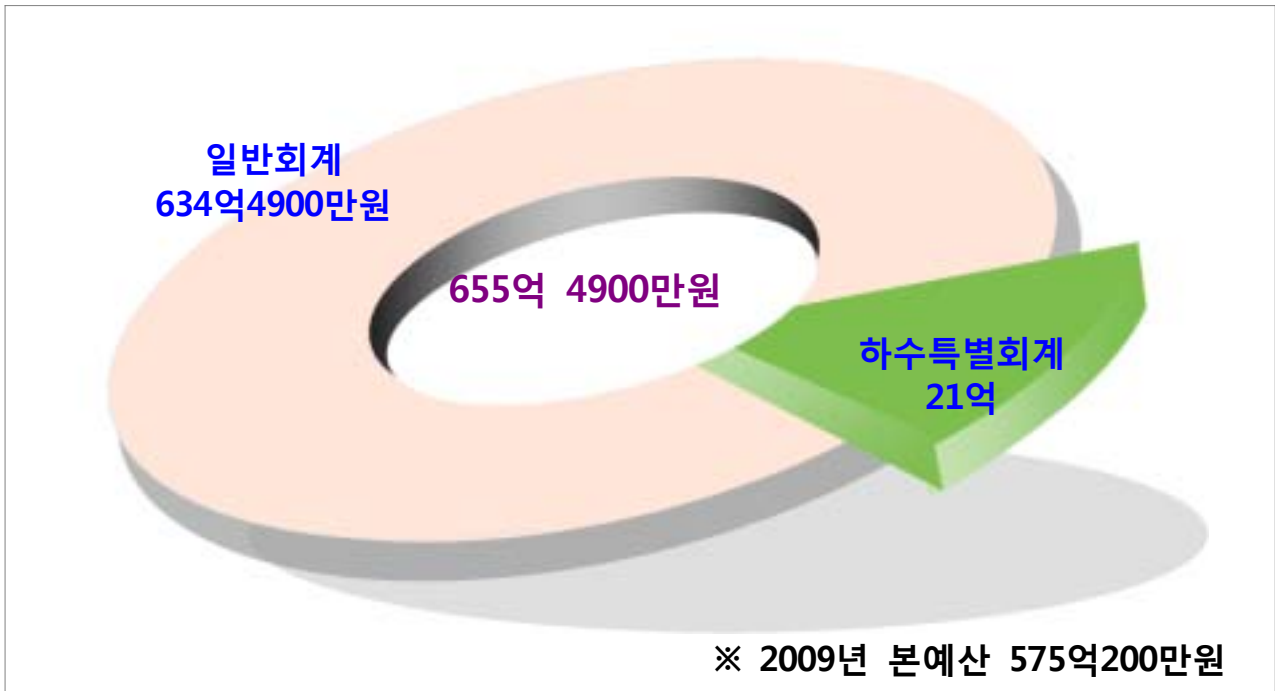 일반회계
634억4900만원
655억 4900만원
하수특별회계
21억
※ 2009년 본예산 575억200만원